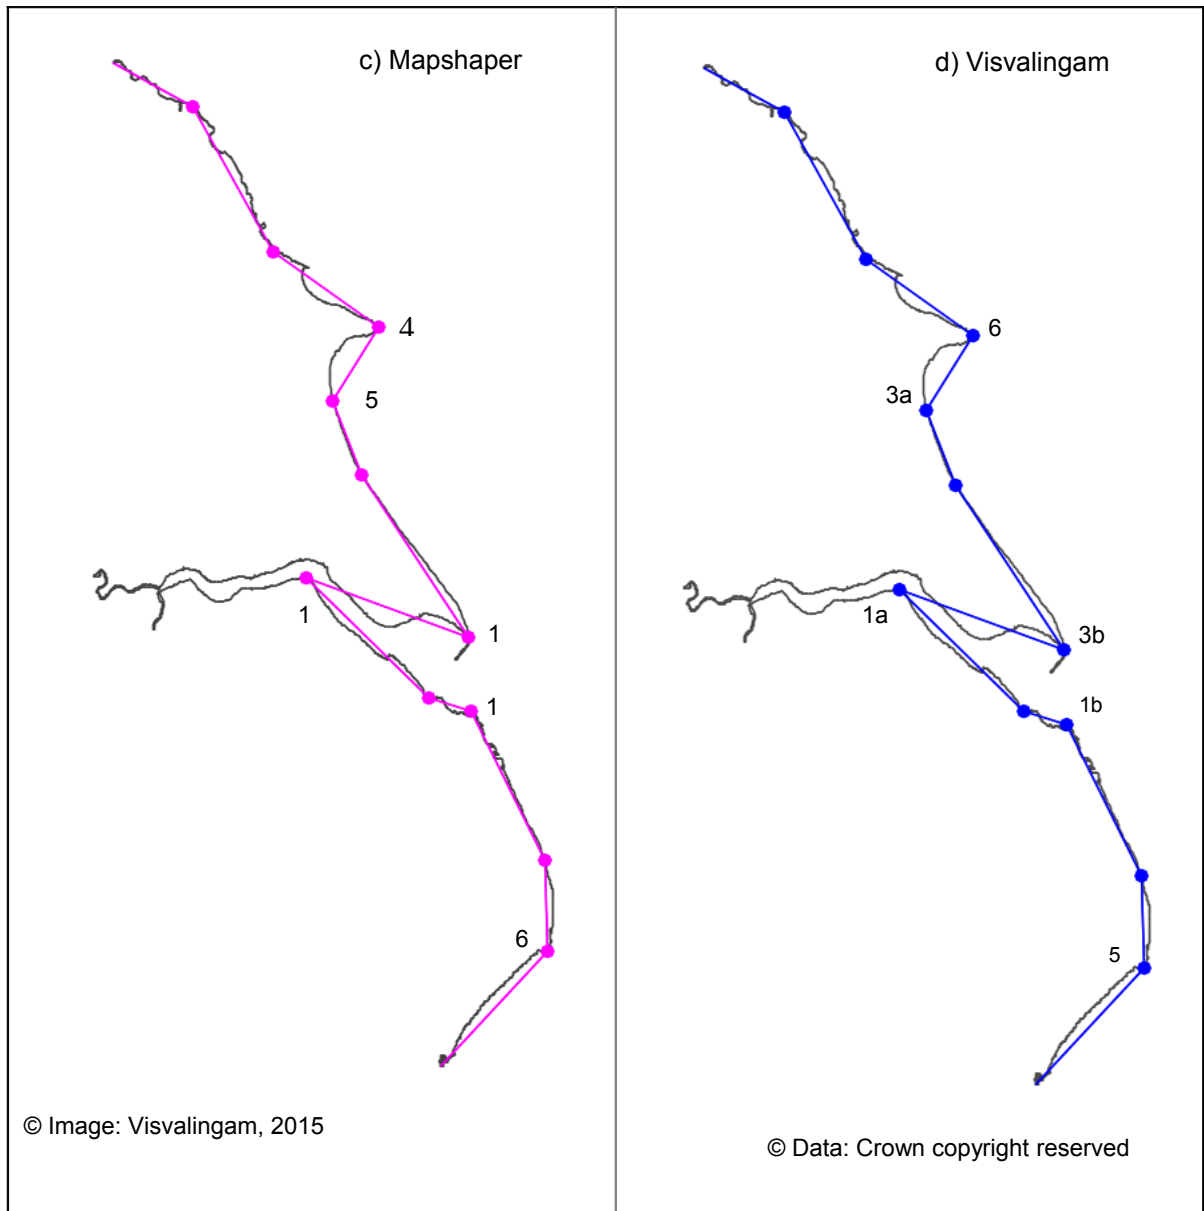 c) Mapshaper
4
5
1
1
1
6
© Image: Visvalingam, 2015
d) Visvalingam
6
3a
1a
3b
1b
5
© Data: Crown copyright reserved